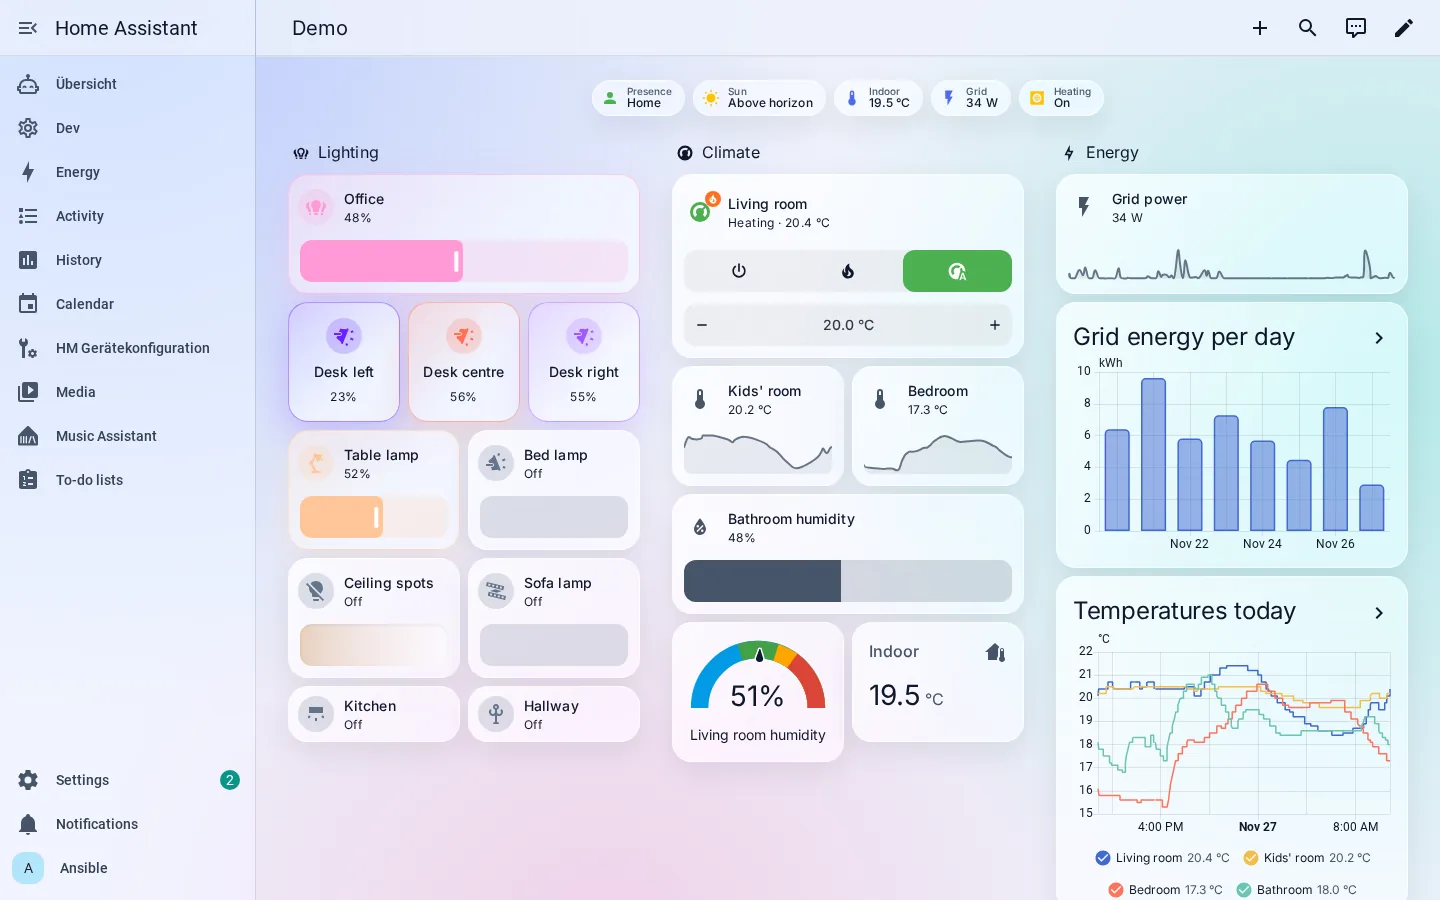 Home Assistant
Demo
Übersicht
Dev
Energy
Activity
History
Calendar
HM Gerätekonfiguration
Media
Music Assistant
To-do lists
Settings
2
Notifications
A
Ansible
Presence
Home
Sun
Above horizon
Indoor
19.5 °C
Grid
34 W
Heating
On
Lighting
Office
48%
Desk left
23%
Desk centre
56%
Desk right
55%
Table lamp
52%
Bed lamp
Off
Ceiling spots
Off
Sofa lamp
Off
Kitchen
Off
Hallway
Off
Climate
Living room
Heating · 20.4 °C
A
− 20.0 °C +
Kids' room
20.2 °C
Bedroom
17.3 °C
Bathroom humidity
48%
51%
Living room humidity
Indoor
19.5 °C
Energy
Grid power
34 W
Grid energy per day
kWh
10
8
6
4
2
0
Nov 22 Nov 24 Nov 26
Temperatures today
°C
22
21
20
19
18
17
16
15
4:00 PM Nov 27 8:00 AM
Living room 20.4 °C Kids' room 20.2 °C
Bedroom 17.3 °C Bathroom 18.0 °C